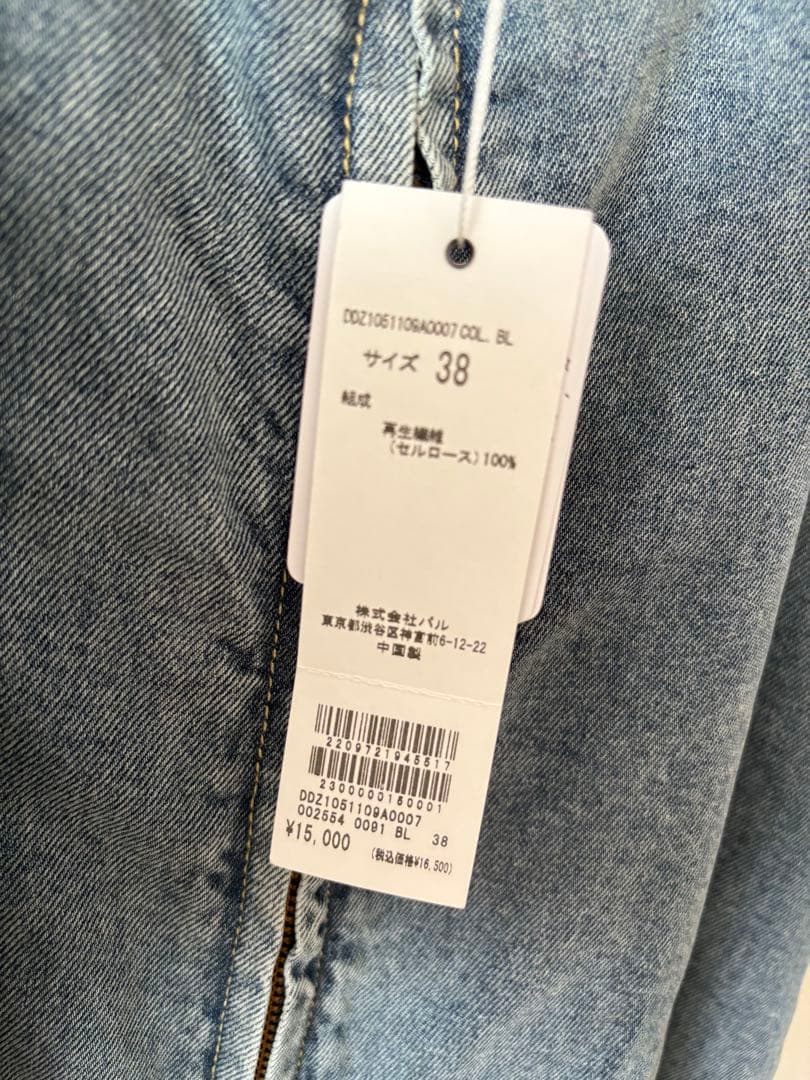 DDZ1051109A0007 COL. BL
サイズ 38
組成
再生繊維
(セルロース)100%
株式会社パル
東京都渋谷区神宮前6-12-22
中国製
2209721945517
2300000150001
DDZ1051109A0007
002554 0091 BL 38
¥15,000
(税込価格¥16,500)